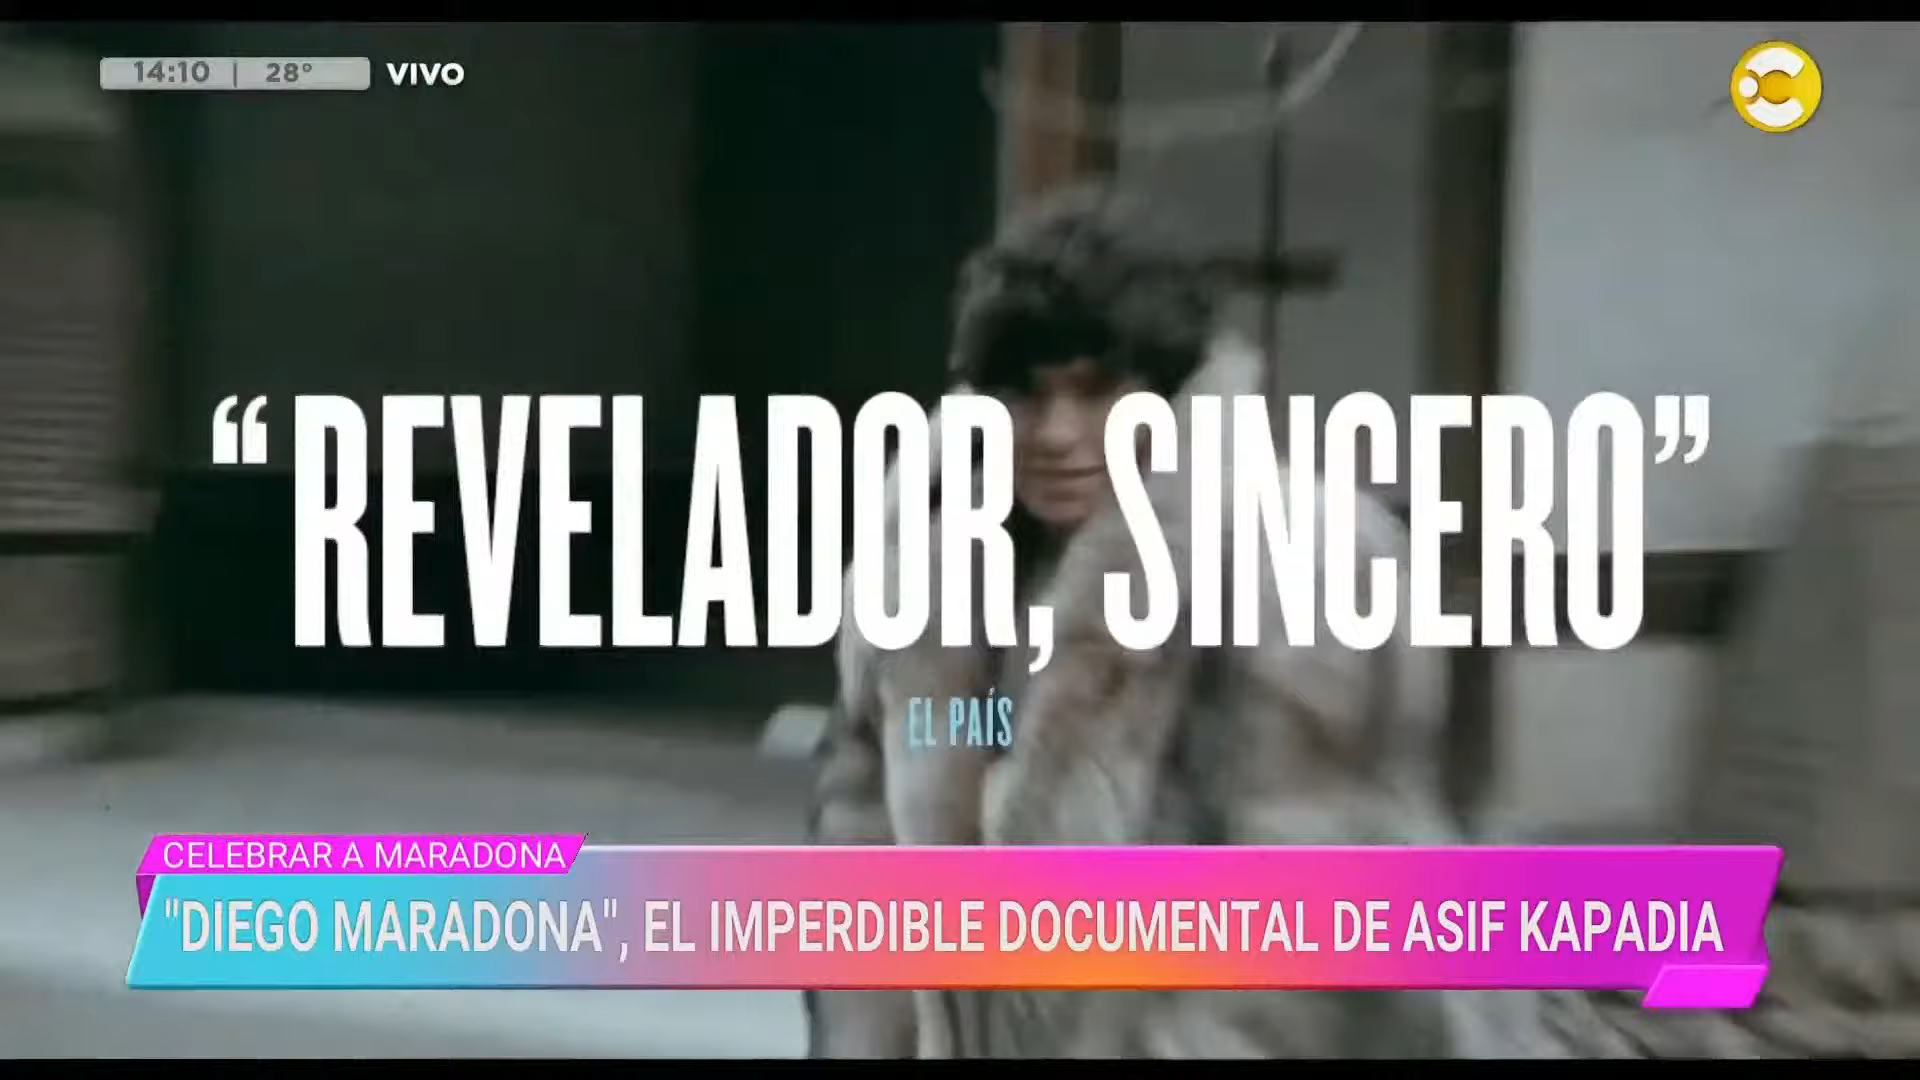 14:10 | 28° VIVO
“REVELADOR, SINCERO”
EL PAÍS
CELEBRAR A MARADONA
"DIEGO MARADONA", EL IMPERDIBLE DOCUMENTAL DE ASIF KAPADIA